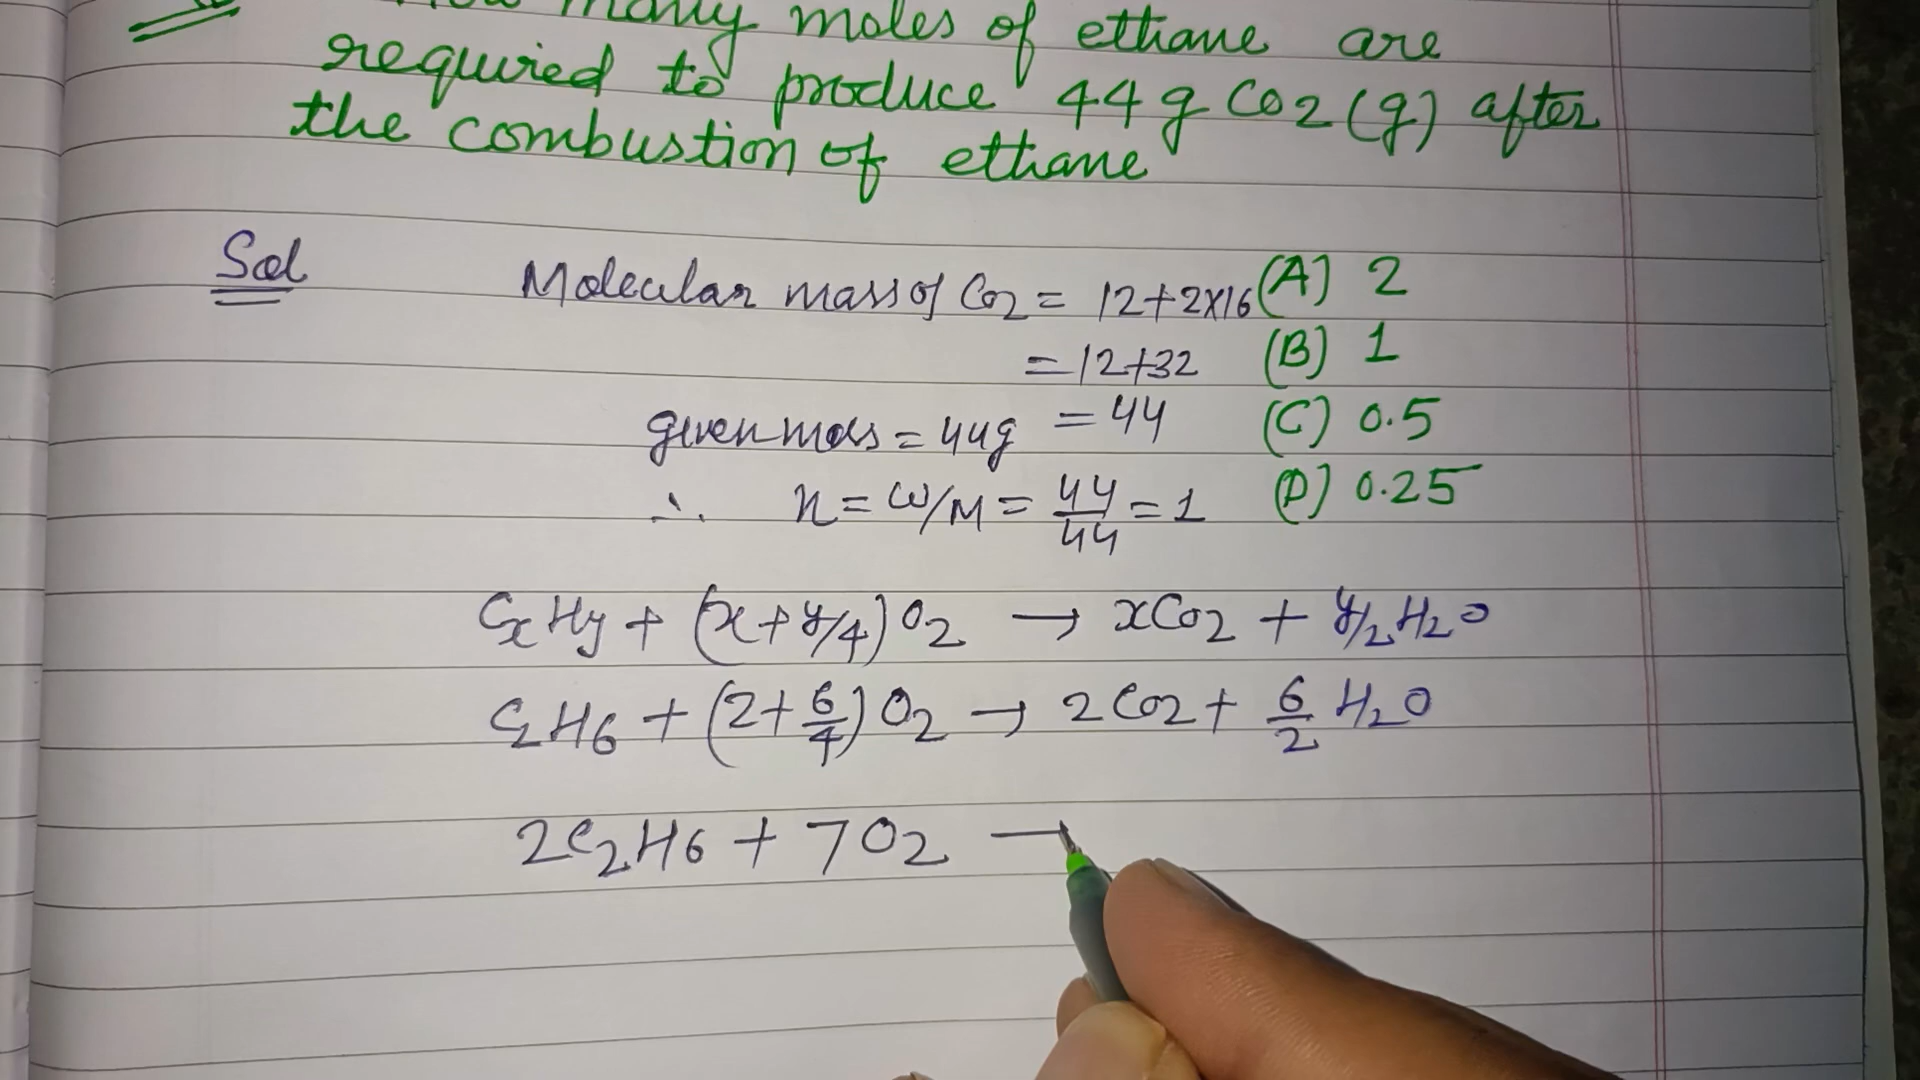 many moles of ethane are
required to produce 44g CO2(g) after
the combustion of ethane
Sol
Molecular mass of CO2 = 12+2×16
(A) 2
= 12+32
(B) 1
given mass = 44g
= 44
(C) 0.5
∴ n = W/M = 44/44 = 1
(D) 0.25
CxHy + (x+y/4)O2 → xCO2 + y/2 H2O
C2H6 + (2+6/4)O2 → 2CO2 + 6/2 H2O
2C2H6 + 7O2 →